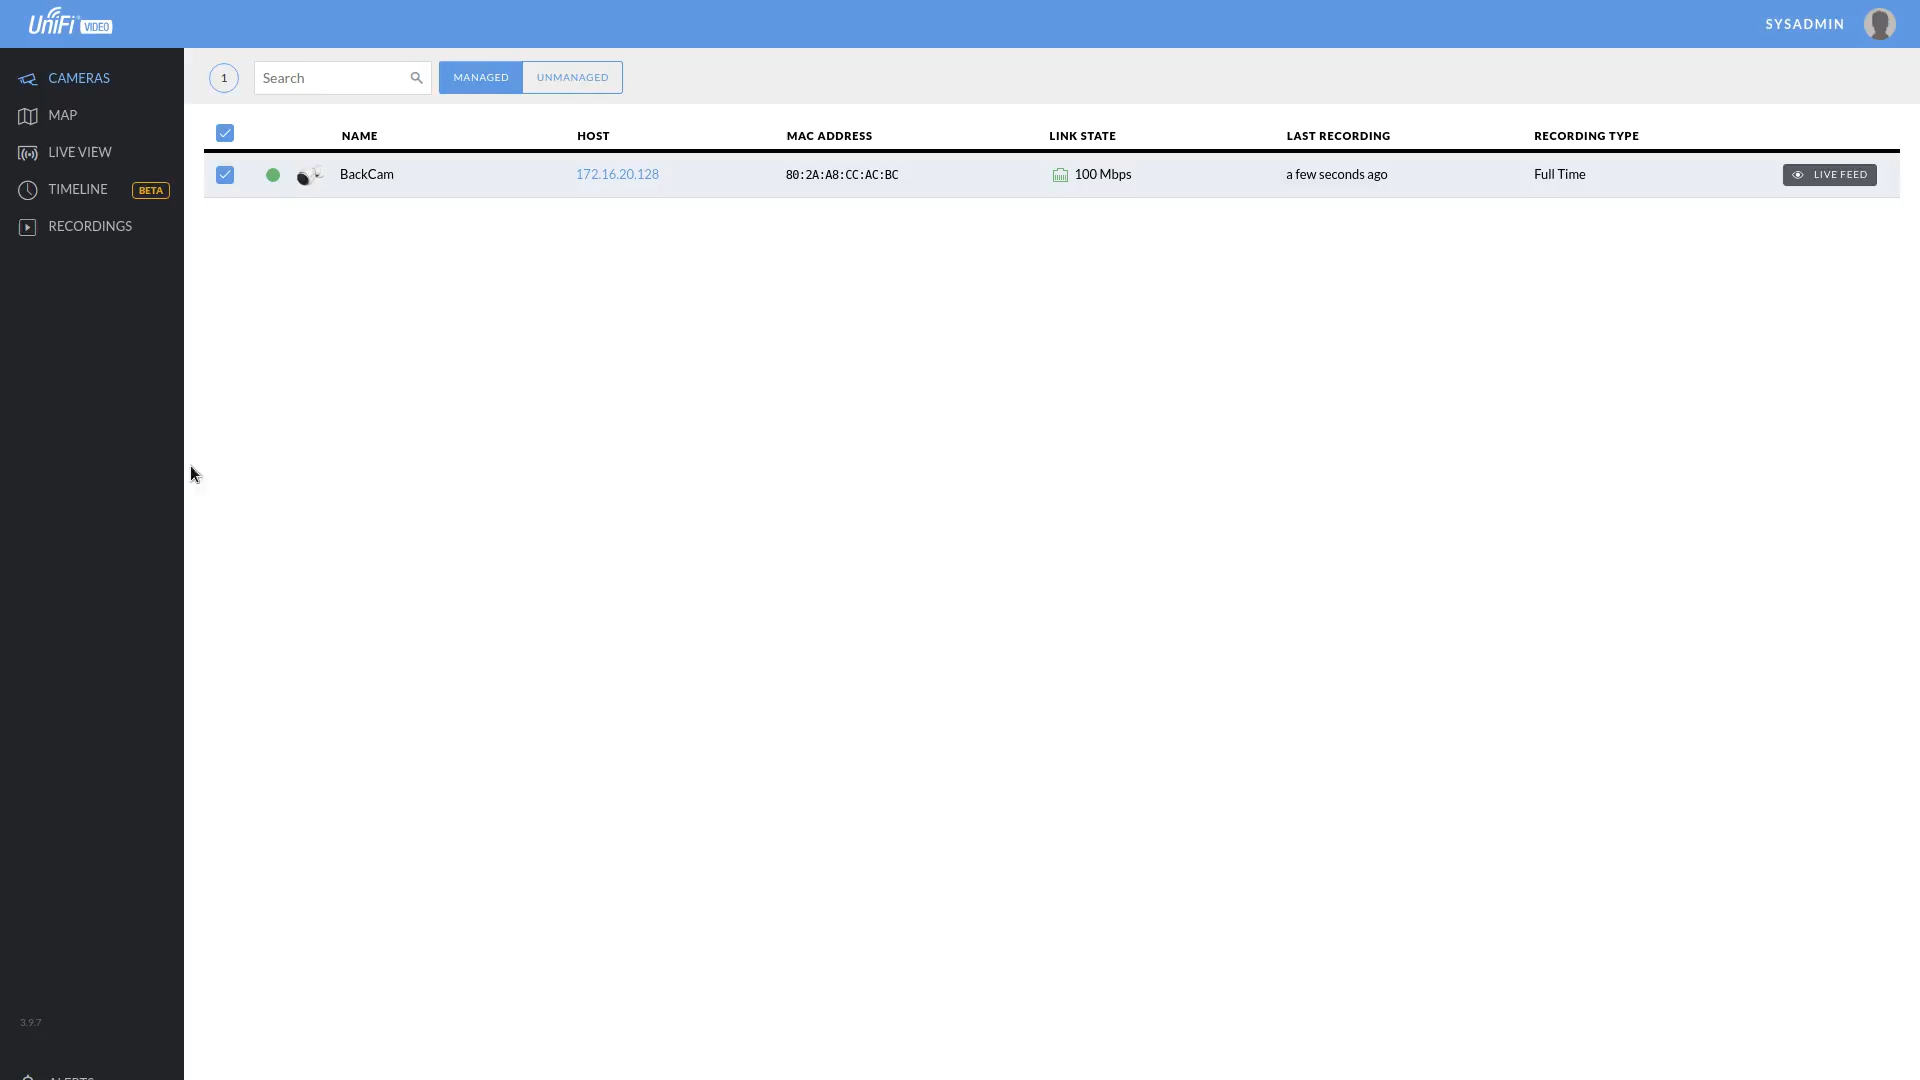 UniFi VIDEO
SYSADMIN
CAMERAS
MAP
LIVE VIEW
TIMELINE BETA
RECORDINGS
3.9.7
ALERTS
1 Search MANAGED UNMANAGED
NAME HOST MAC ADDRESS LINK STATE LAST RECORDING RECORDING TYPE
BackCam 172.16.20.128 80:2A:A8:CC:AC:BC 100 Mbps a few seconds ago Full Time LIVE FEED